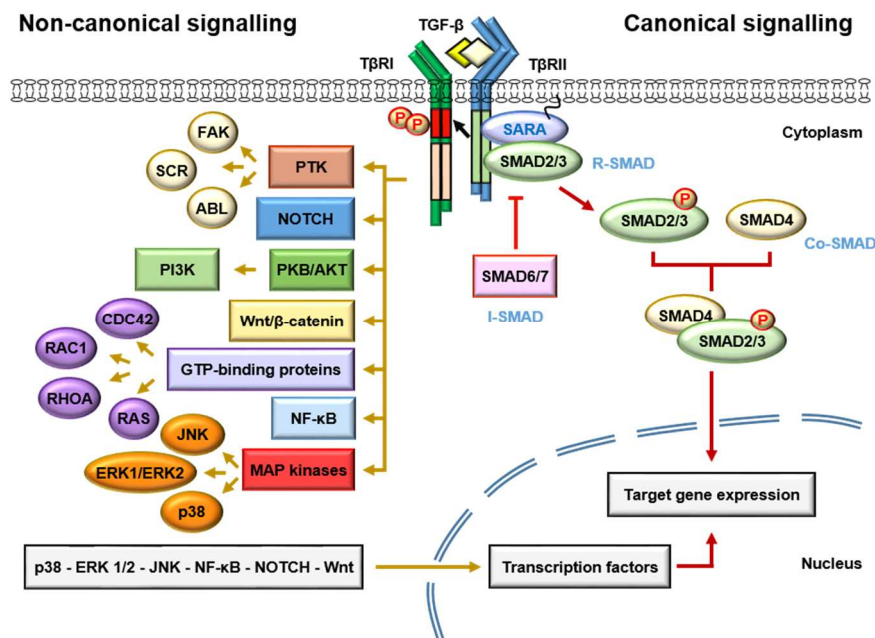 Non-canonical signalling
TGF-β
Canonical signalling
TβRI
TβRII
P
P
SARA
Cytoplasm
SMAD2/3
R-SMAD
FAK
SCR
PTK
ABL
NOTCH
P
SMAD2/3
SMAD4
Co-SMAD
PI3K
PKB/AKT
SMAD6/7
I-SMAD
CDC42
Wnt/β-catenin
SMAD4
P
SMAD2/3
RAC1
GTP-binding proteins
RHOA
RAS
NF-κB
JNK
ERK1/ERK2
MAP kinases
p38
Target gene expression
p38 - ERK 1/2 - JNK - NF-κB - NOTCH - Wnt
Transcription factors
Nucleus